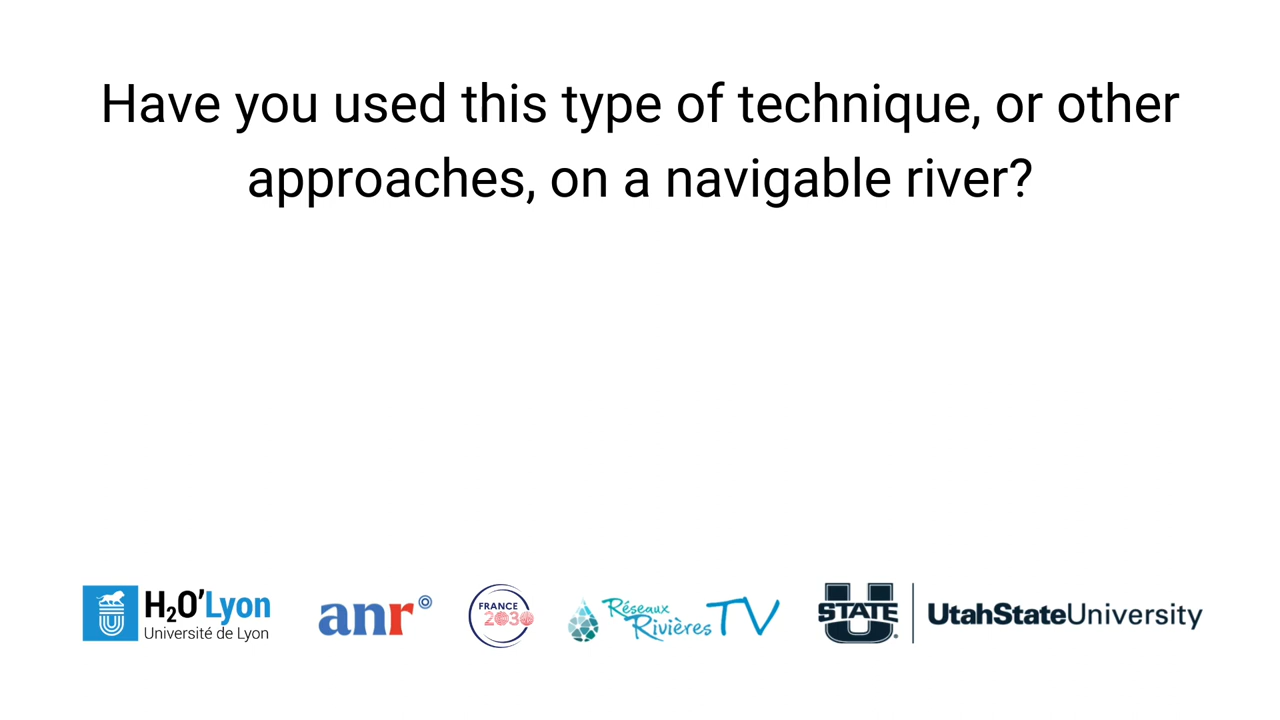 Have you used this type of technique, or other
approaches, on a navigable river?
H₂O'Lyon
Université de Lyon
anr
FRANCE
2030
Réseaux
Rivières TV
STATE
UtahStateUniversity